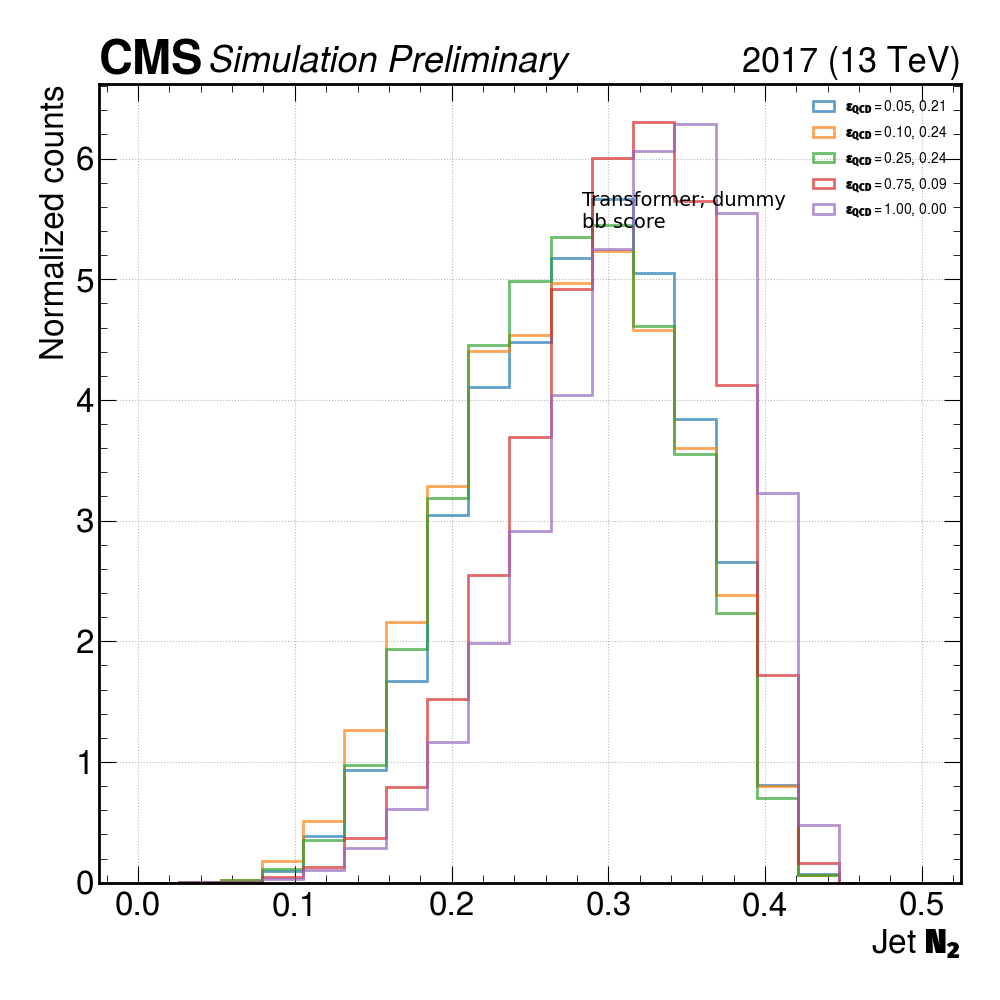 CMS Simulation Preliminary 2017 (13 TeV)
Normalized counts
6
5
4
3
2
1
0
εQCD = 0.05, 0.21
εQCD = 0.10, 0.24
εQCD = 0.25, 0.24
εQCD = 0.75, 0.09
εQCD = 1.00, 0.00
Transformer; dummy
bb score
0.0 0.1 0.2 0.3 0.4 0.5
Jet N₂